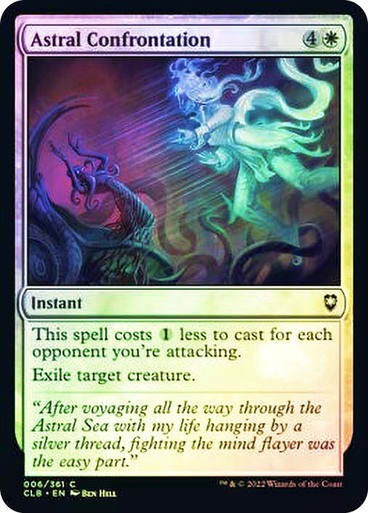 Astral Confrontation 4
Instant
This spell costs 1 less to cast for each
opponent you're attacking.
Exile target creature.
"After voyaging all the way through the
Astral Sea with my life hanging by a
silver thread, fighting the mind flayer was
the easy part."
006/361 C
CLB • EN Ben Hill
™ & © 2022 Wizards of the Coast